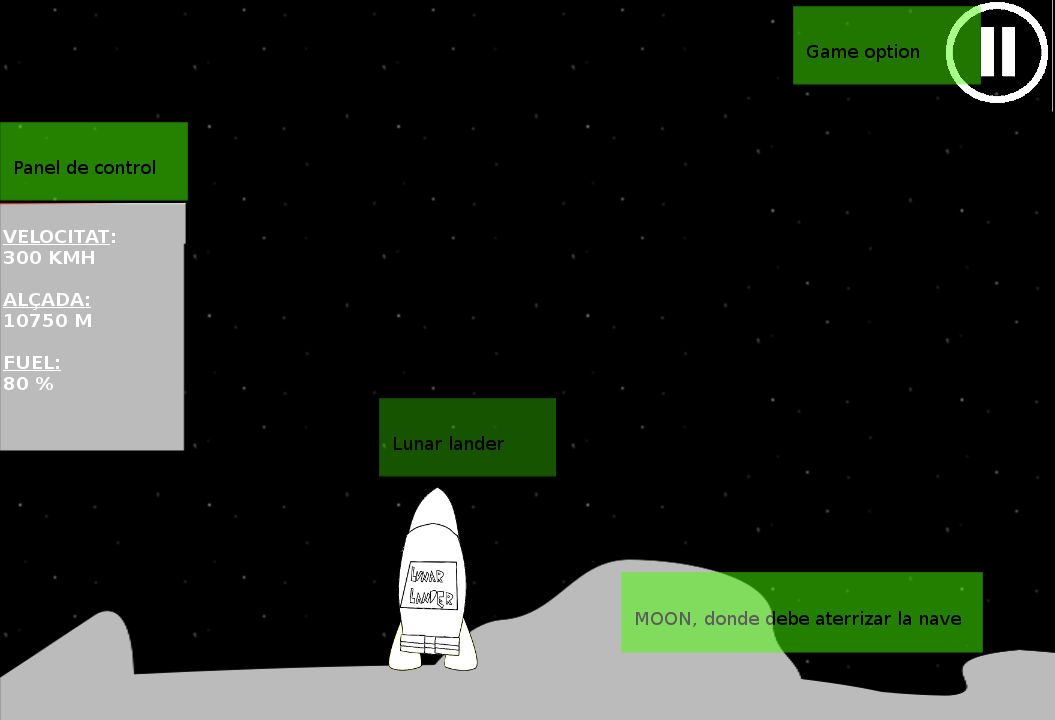 Game option
Panel de control
VELOCITAT:
300 KMH
ALÇADA:
10750 M
FUEL:
80 %
Lunar lander
LUNAR
LANDER
MOON, donde debe aterrizar la nave